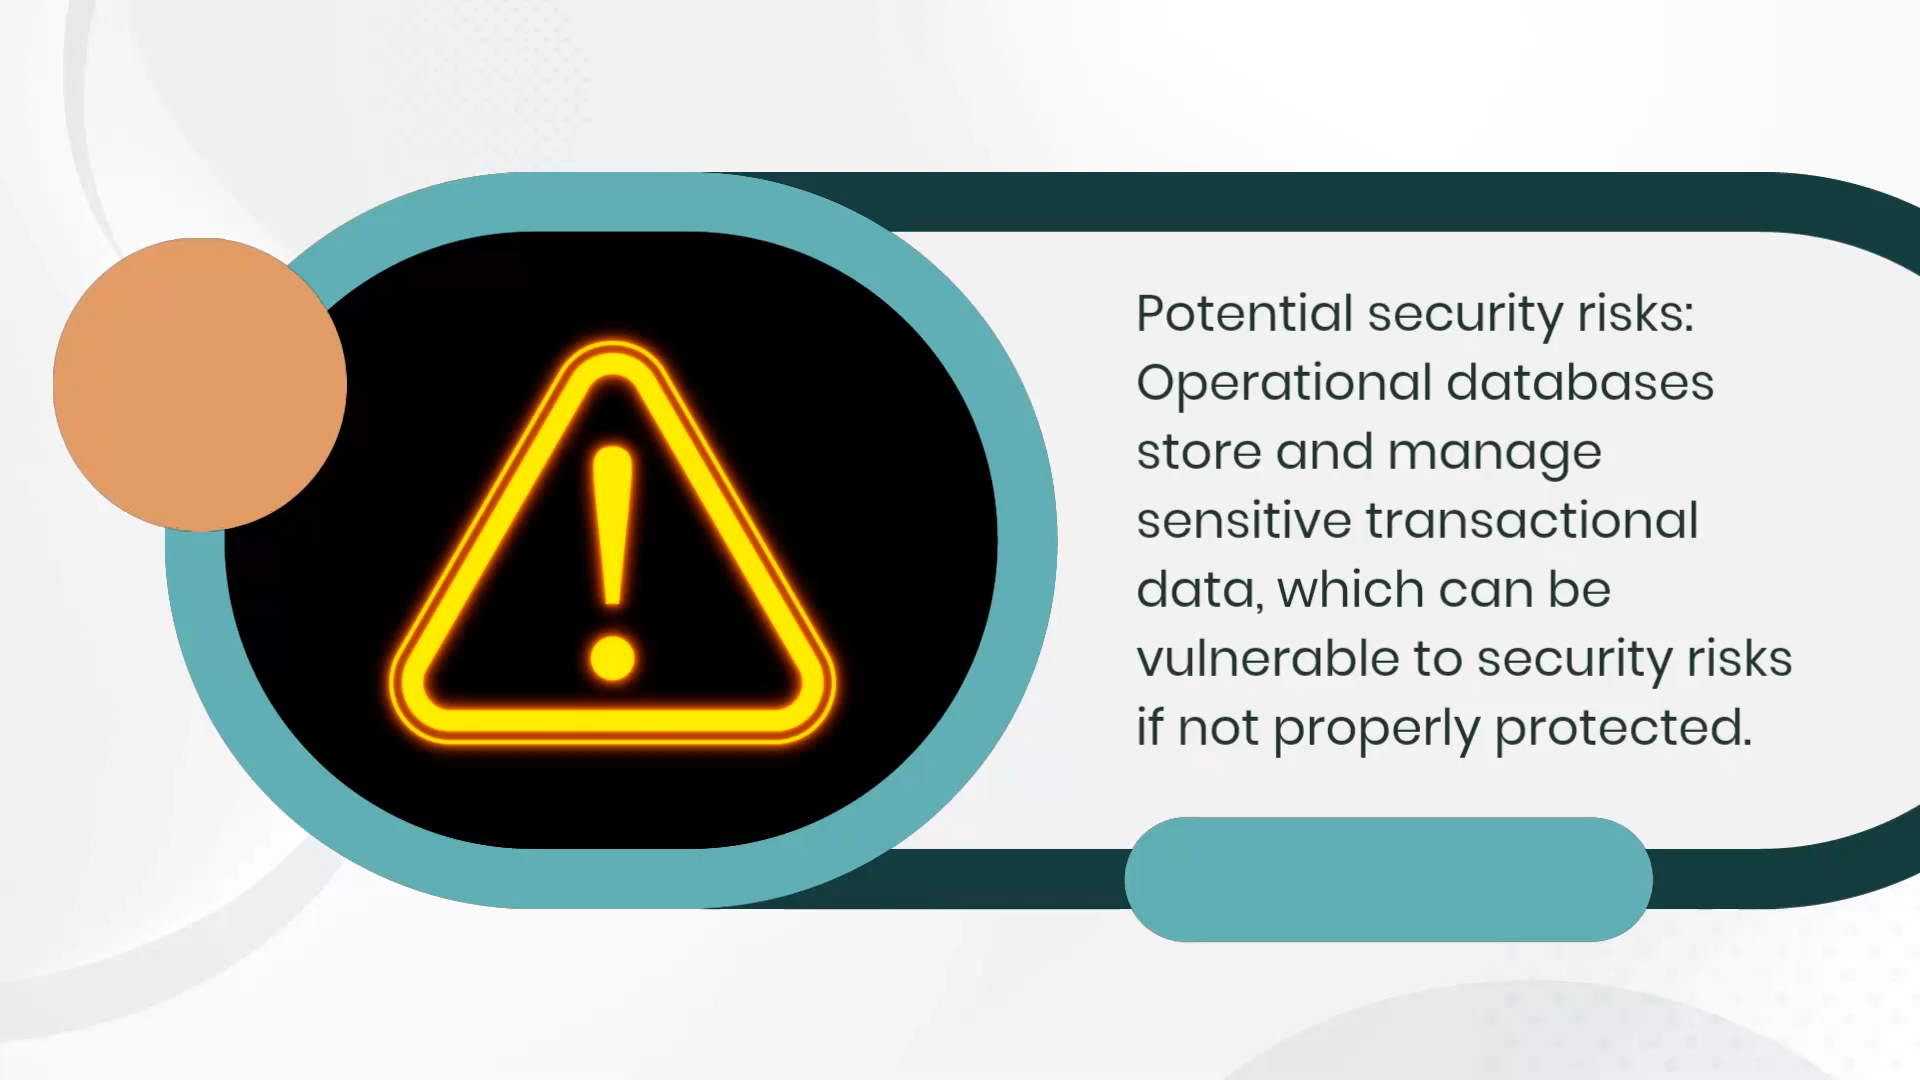 Potential security risks:
Operational databases
store and manage
sensitive transactional
data, which can be
vulnerable to security risks
if not properly protected.